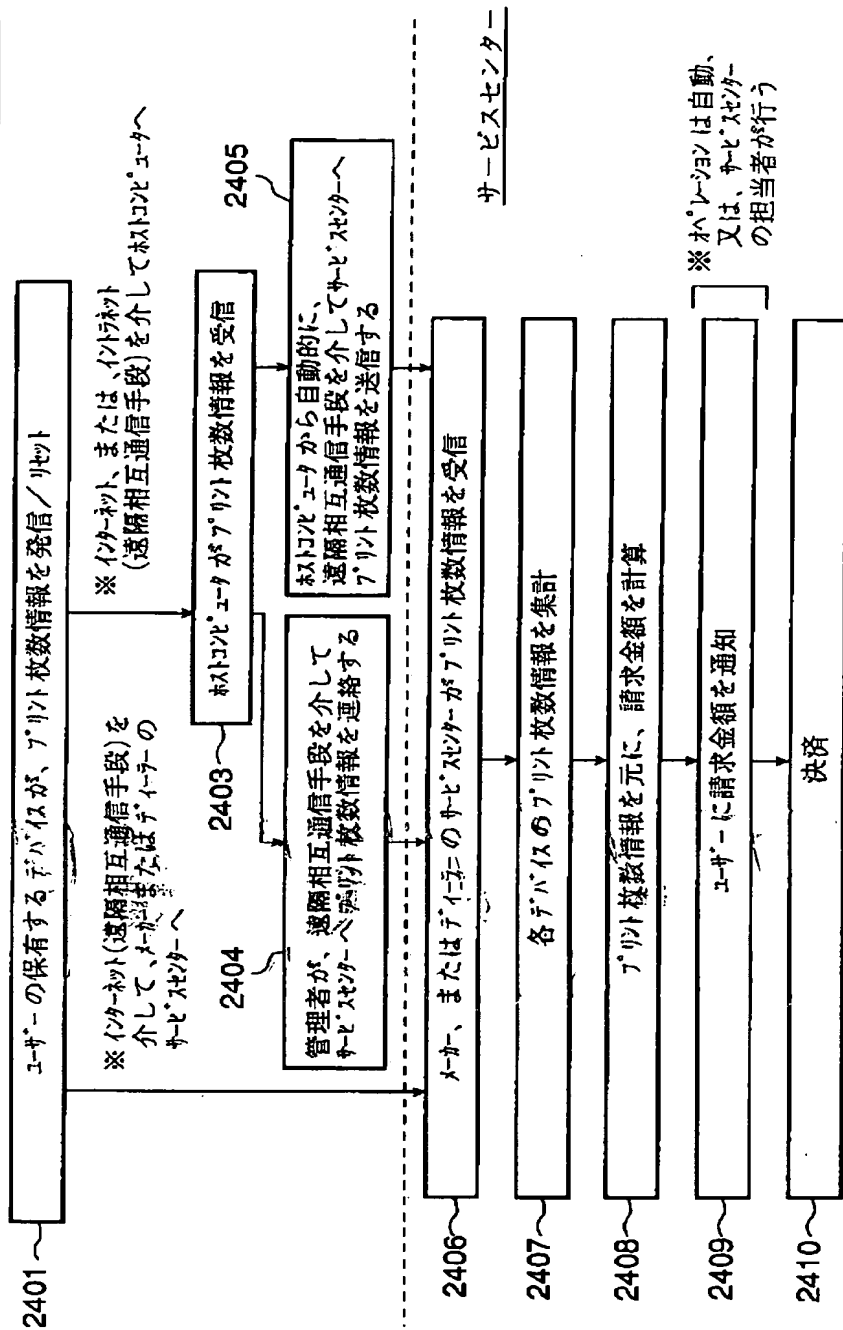 2401
ユーザーの保有するデバイスが、プリント枚数情報を発信/リセット
※インターネット(遠隔相互通信手段)を
介して、メーカーまたはディーラーの
サービスセンターへ
※インターネット、または、イントラネット
(遠隔相互通信手段)を介してホストコンピュータへ
2403
ホストコンピュータがプリント枚数情報を受信
2404
管理者が、遠隔相互通信手段を介して
サービスセンターへプリント枚数情報を連絡する
2405
ホストコンピュータから自動的に、
遠隔相互通信手段を介してサービスセンターへ
プリント枚数情報を送信する
サービスセンター
2406
メーカー、またはディーラーのサービスセンターがプリント枚数情報を受信
2407
各デバイスのプリント枚数情報を集計
2408
プリント枚数情報を元に、請求金額を計算
2409
ユーザーに請求金額を通知
※オペレーションは自動、
又は、サービスセンター
の担当者が行う
2410
決済